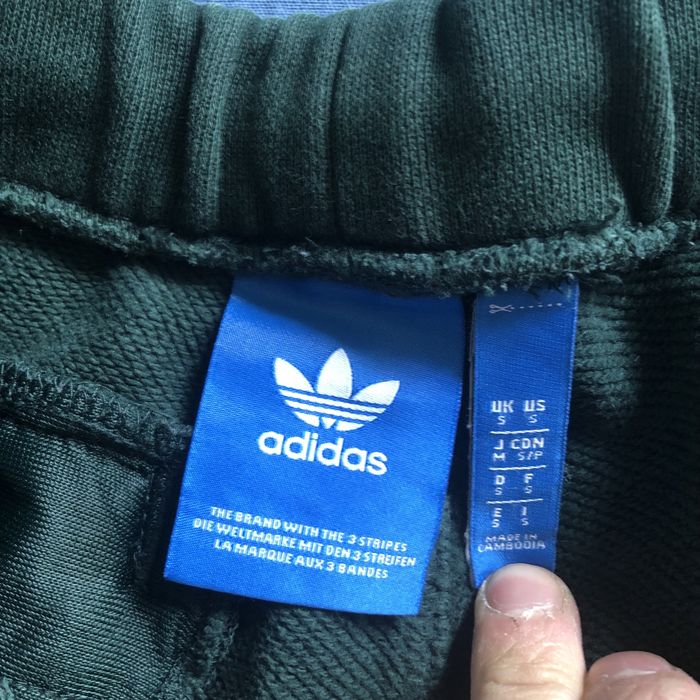 adidas
THE BRAND WITH THE 3 STRIPES
DIE WELTMARKE MIT DEN 3 STREIFEN
LA MARQUE AUX 3 BANDES
UK US
S S
J CDN
M S/P
D F
S S
E I
S S
MADE IN
CAMBODIA